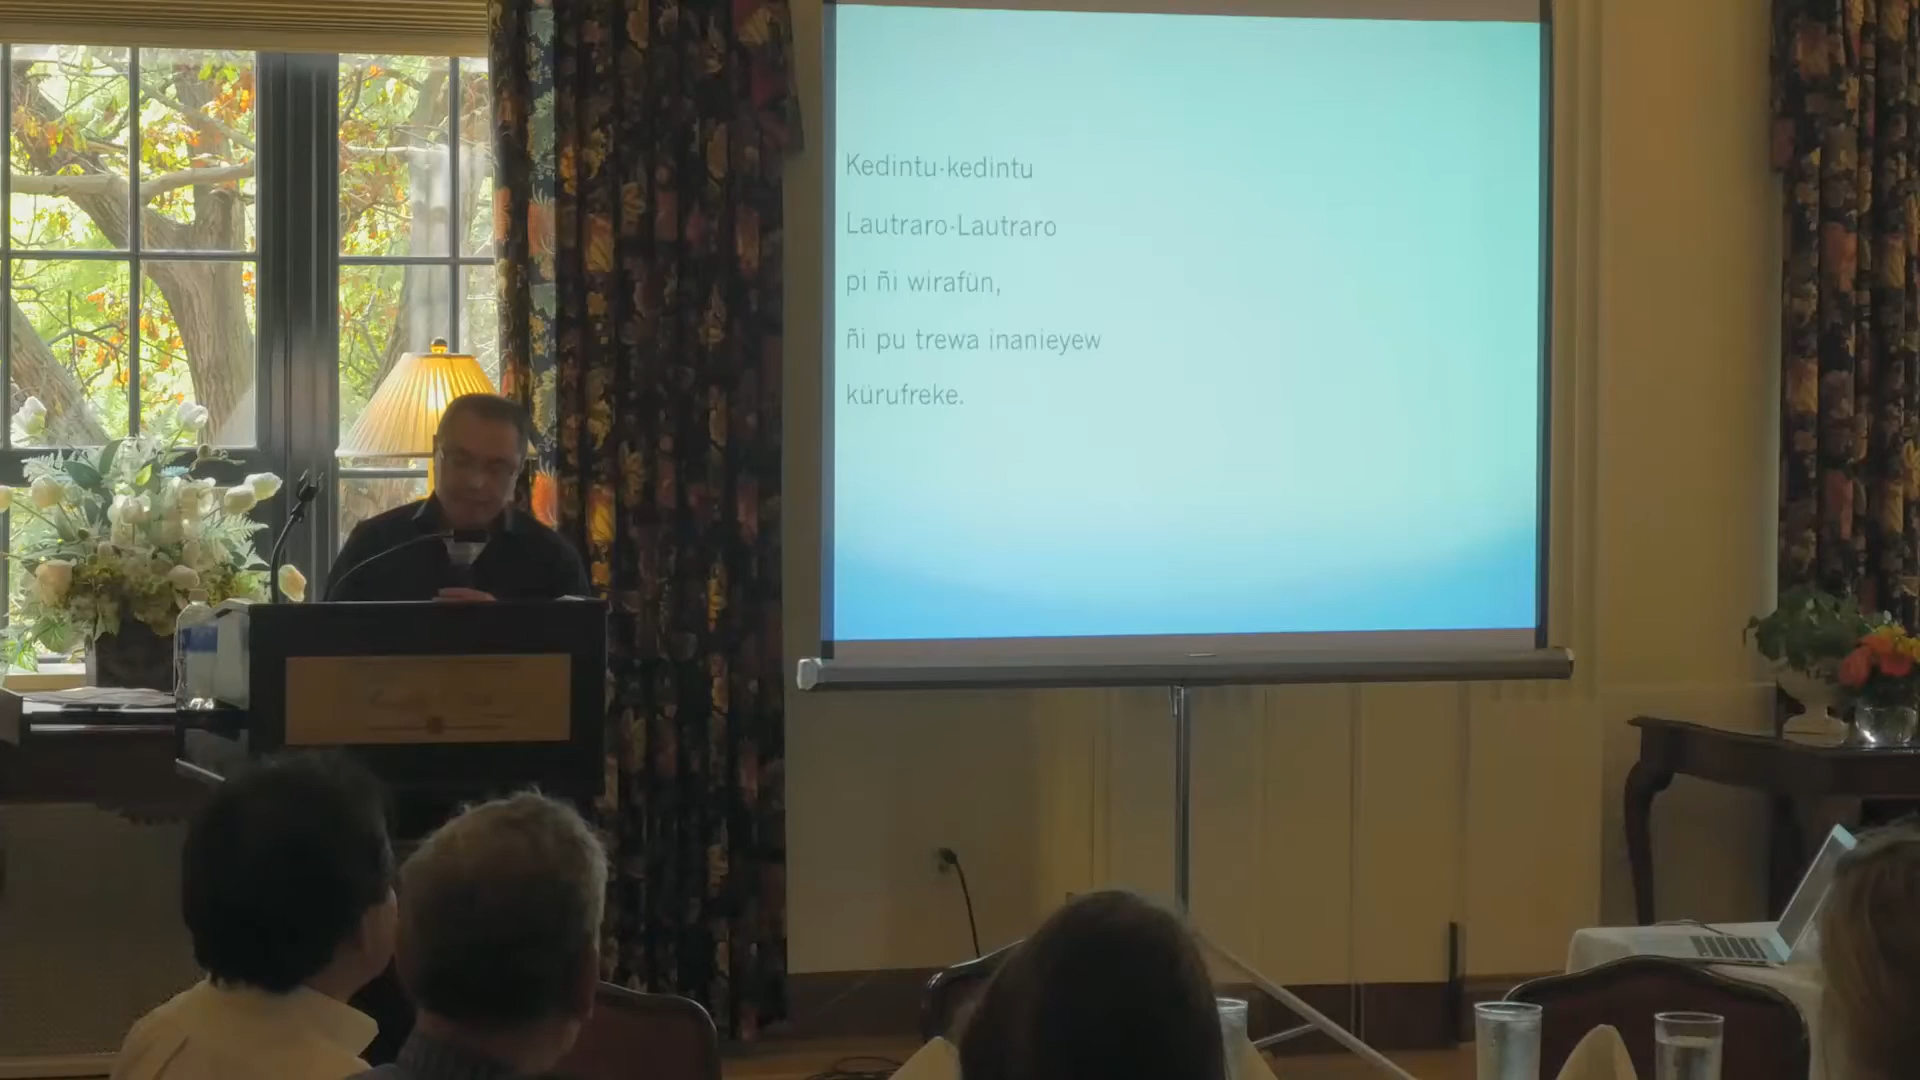 Kedintu-kedintu
Lautraro-Lautraro
pi ñi wirafün,
ñi pu trewa inanieyew
kürufreke.